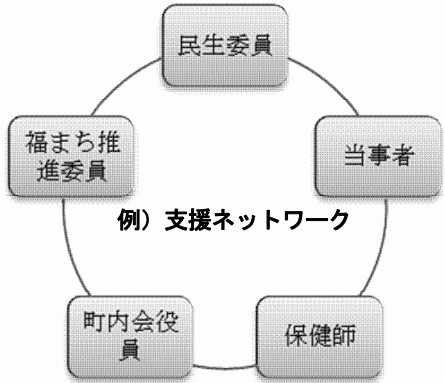 民生委員
福まち推
進委員
当事者
例）支援ネットワーク
町内会役
員
保健師